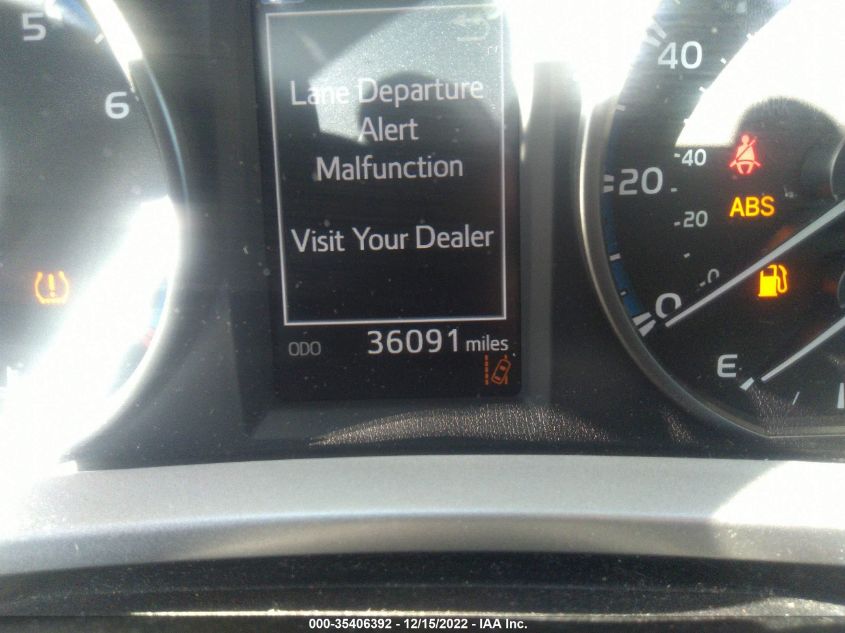 5
6
Lane Departure
Alert
Malfunction
Visit Your Dealer
ODO 36091 miles
40
20
0
-40
-20
-0
ABS
E
000-35406392 - 12/15/2022 - IAA Inc.